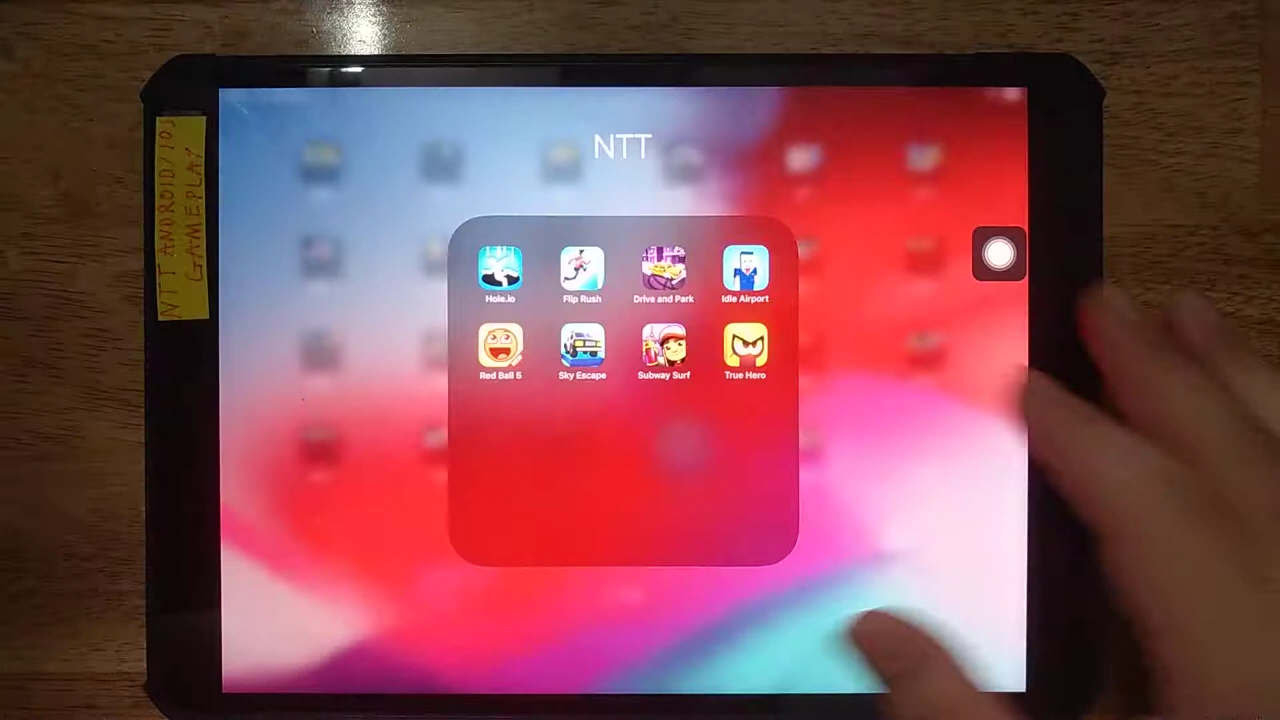 NTT ANDROID/IOS
GAMEPLAY
NTT
Hole.io Flip Rush Drive and Park Idle Airport
Red Ball 5 Sky Escape Subway Surf True Hero